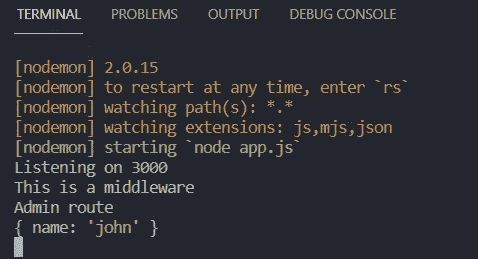 TERMINAL PROBLEMS OUTPUT DEBUG CONSOLE
[nodemon] 2.0.15
[nodemon] to restart at any time, enter `rs`
[nodemon] watching path(s): *.*
[nodemon] watching extensions: js,mjs,json
[nodemon] starting `node app.js`
Listening on 3000
This is a middleware
Admin route
{ name: 'john' }